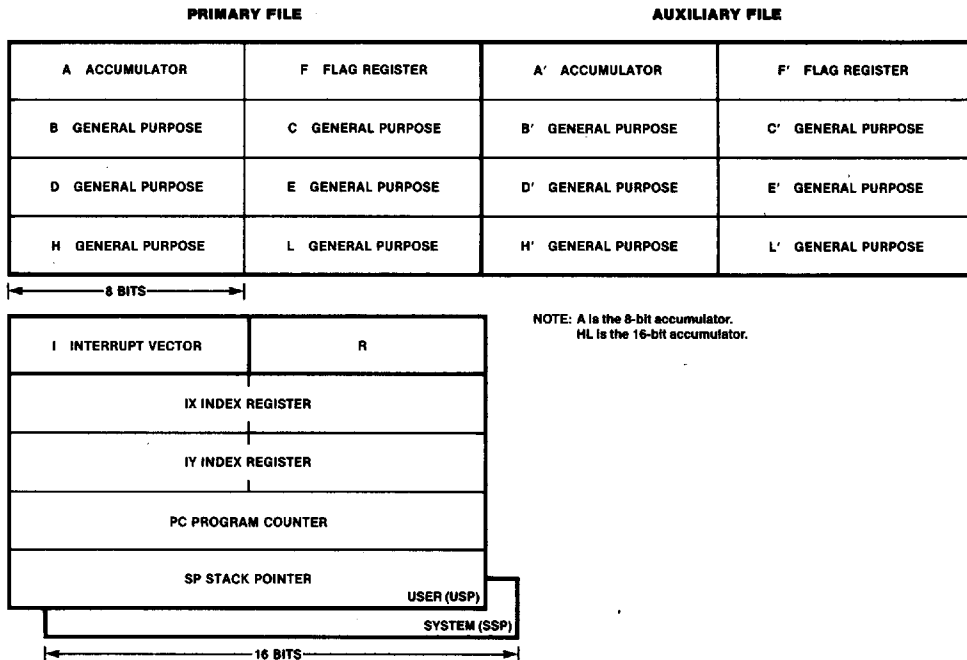 PRIMARY FILE
AUXILIARY FILE
A ACCUMULATOR
F FLAG REGISTER
A′ ACCUMULATOR
F′ FLAG REGISTER
B GENERAL PURPOSE
C GENERAL PURPOSE
B′ GENERAL PURPOSE
C′ GENERAL PURPOSE
D GENERAL PURPOSE
E GENERAL PURPOSE
D′ GENERAL PURPOSE
E′ GENERAL PURPOSE
H GENERAL PURPOSE
L GENERAL PURPOSE
H′ GENERAL PURPOSE
L′ GENERAL PURPOSE
8 BITS
NOTE: A is the 8-bit accumulator.
HL is the 16-bit accumulator.
I INTERRUPT VECTOR
R
IX INDEX REGISTER
IY INDEX REGISTER
PC PROGRAM COUNTER
SP STACK POINTER
USER (USP)
SYSTEM (SSP)
16 BITS